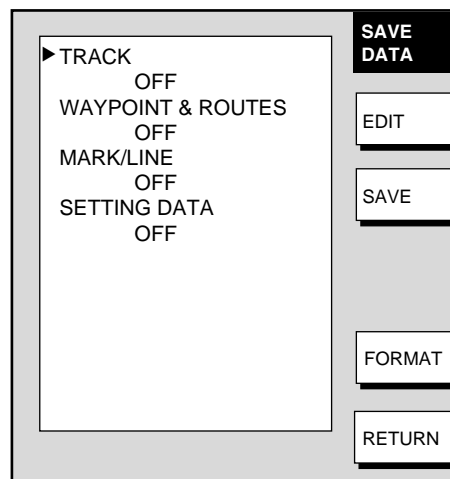 TRACK
OFF
WAYPOINT & ROUTES
OFF
MARK/LINE
OFF
SETTING DATA
OFF
SAVE
DATA
EDIT
SAVE
FORMAT
RETURN